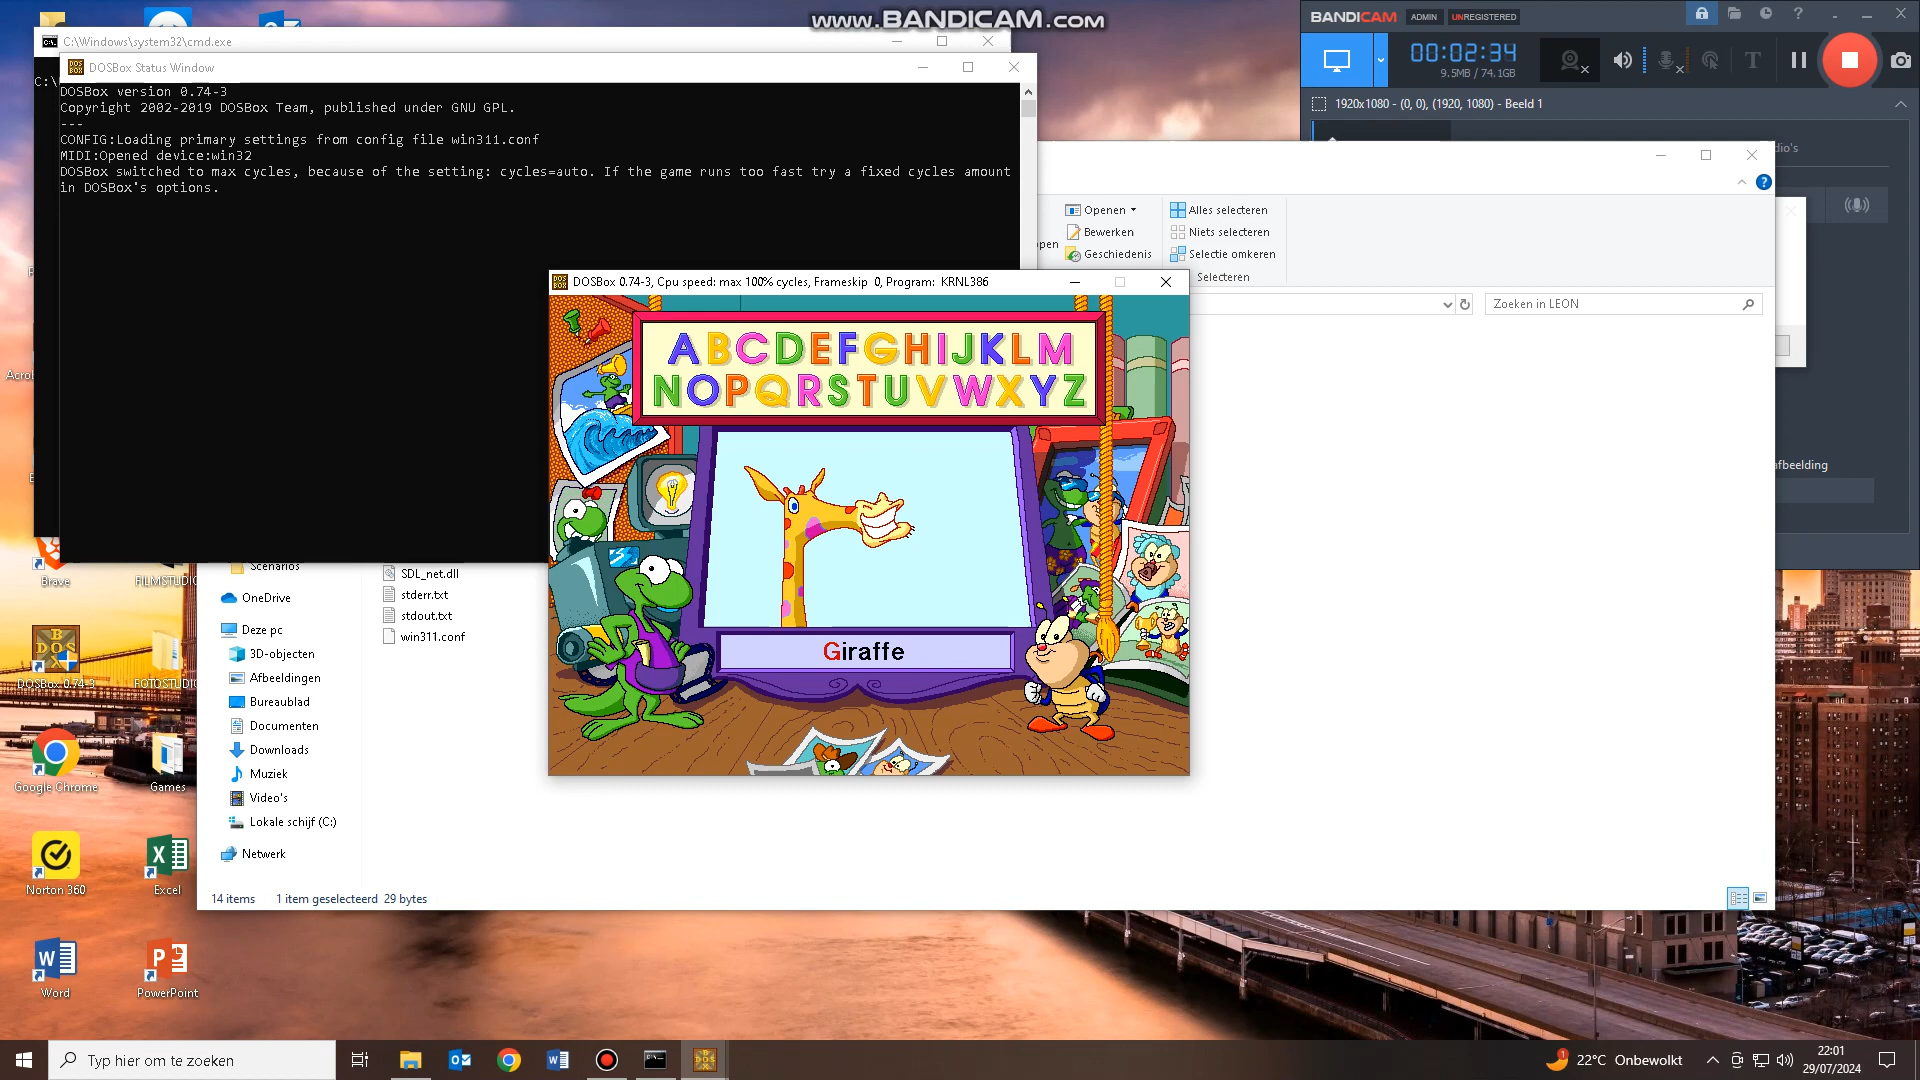 www.BANDICAM.com
C:\Windows\system32\cmd.exe
C:\
DOSBox Status Window
DOSBox version 0.74-3
Copyright 2002-2019 DOSBox Team, published under GNU GPL.
---
CONFIG:Loading primary settings from config file win311.conf
MIDI:Opened device:win32
DOSBox switched to max cycles, because of the setting: cycles=auto. If the game runs too fast try a fixed cycles amount
in DOSBox's options.
BANDICAM ADMIN UNREGISTERED
00:02:34
9.5MB / 74.1GB
1920x1080 - (0, 0), (1920, 1080) - Beeld 1
dio's
Openen
Bewerken
Geschiedenis
pen
Alles selecteren
Niets selecteren
Selectie omkeren
Selecteren
Zoeken in LEON
afbeelding
DOSBox 0.74-3, Cpu speed: max 100% cycles, Frameskip 0, Program: KRNL386
ABCDEFGHIJKLM
NOPQRSTUVWXYZ
Giraffe
Scenarios
OneDrive
Deze pc
3D-objecten
Afbeeldingen
Bureaublad
Documenten
Downloads
Muziek
Video's
Lokale schijf (C:)
Netwerk
SDL_net.dll
stderr.txt
stdout.txt
win311.conf
14 items 1 item geselecteerd 29 bytes
Acrol
Brave
FILMSTUDIO
DOSBox 0.74-3
FOTOSTUDIO
Google Chrome
Games
Norton 360
Excel
Word
PowerPoint
Typ hier om te zoeken
22°C Onbewolkt
22:01
29/07/2024